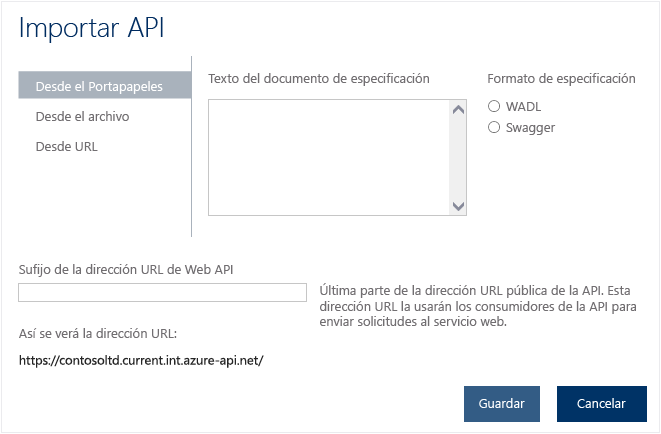 Importar API
Desde el Portapapeles
Desde el archivo
Desde URL
Texto del documento de especificación
Formato de especificación
WADL
Swagger
Sufijo de la dirección URL de Web API
Última parte de la dirección URL pública de la API. Esta
dirección URL la usarán los consumidores de la API para
enviar solicitudes al servicio web.
Así se verá la dirección URL:
https://contosoltd.current.int.azure-api.net/
Guardar
Cancelar